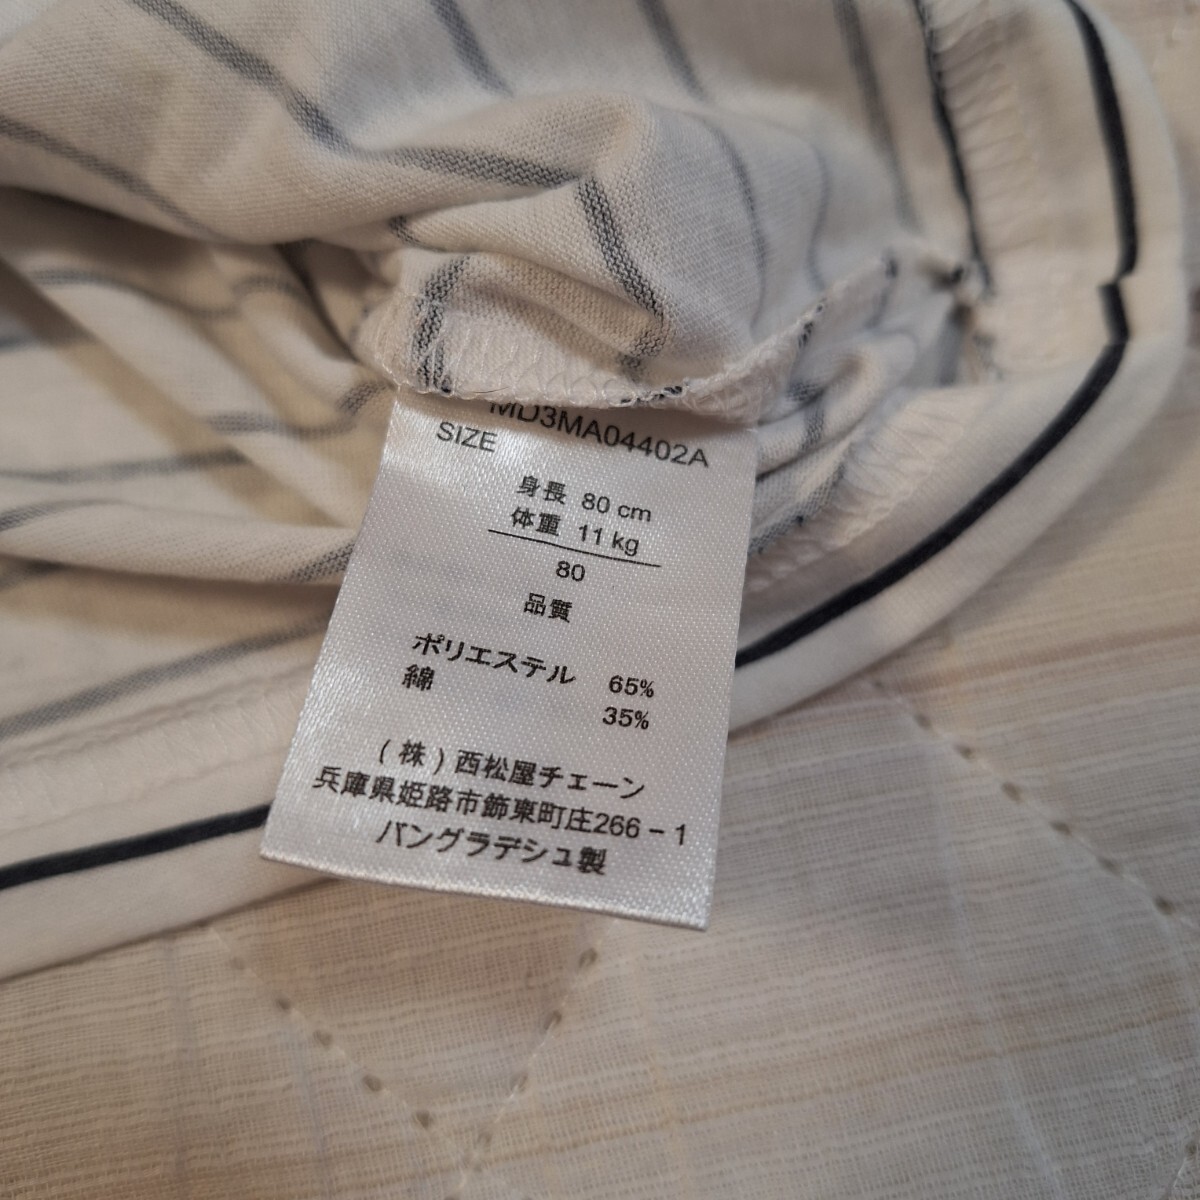 MD3MA04402A
SIZE
身長 80 cm
体重 11 kg
80
品質
ポリエステル 65%
綿 35%
(株)西松屋チェーン
兵庫県姫路市飾東町庄266-1
バングラデシュ製